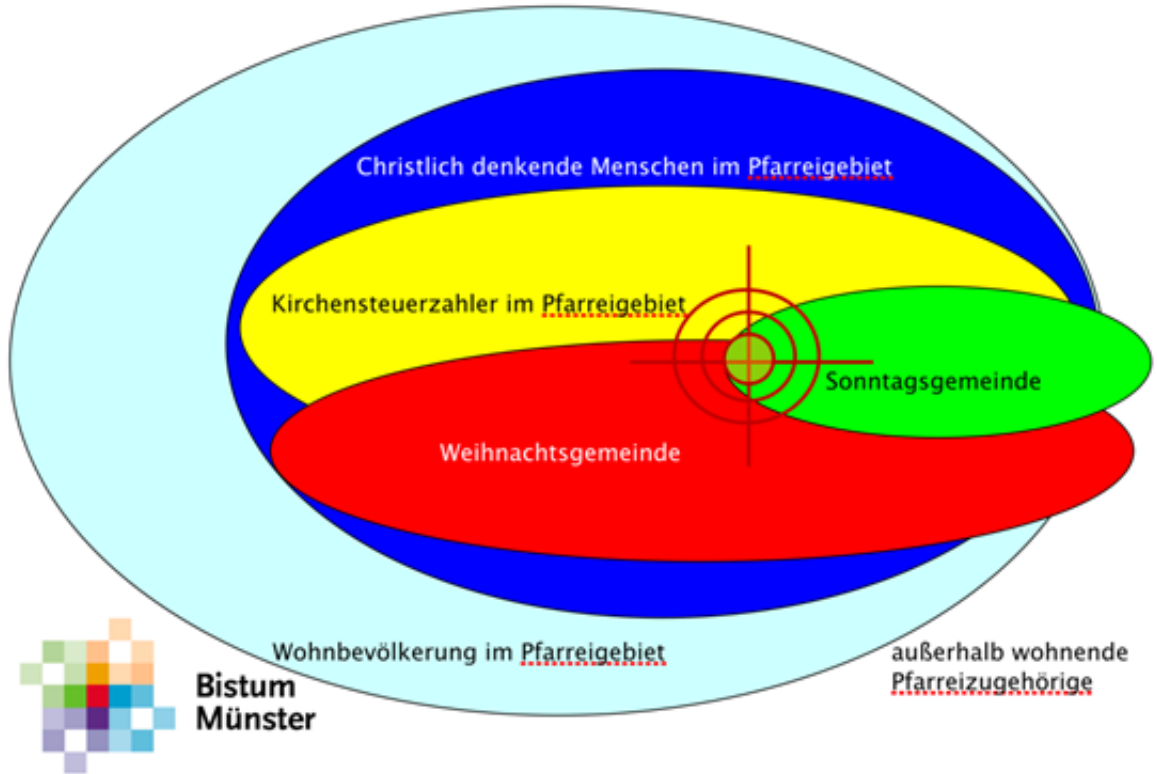 Christlich denkende Menschen im Pfarreigebiet
Kirchensteuerzahler im Pfarreigebiet
Sonntagsgemeinde
Weihnachtsgemeinde
Wohnbevölkerung im Pfarreigebiet
außerhalb wohnende
Pfarreizugehörige
Bistum
Münster